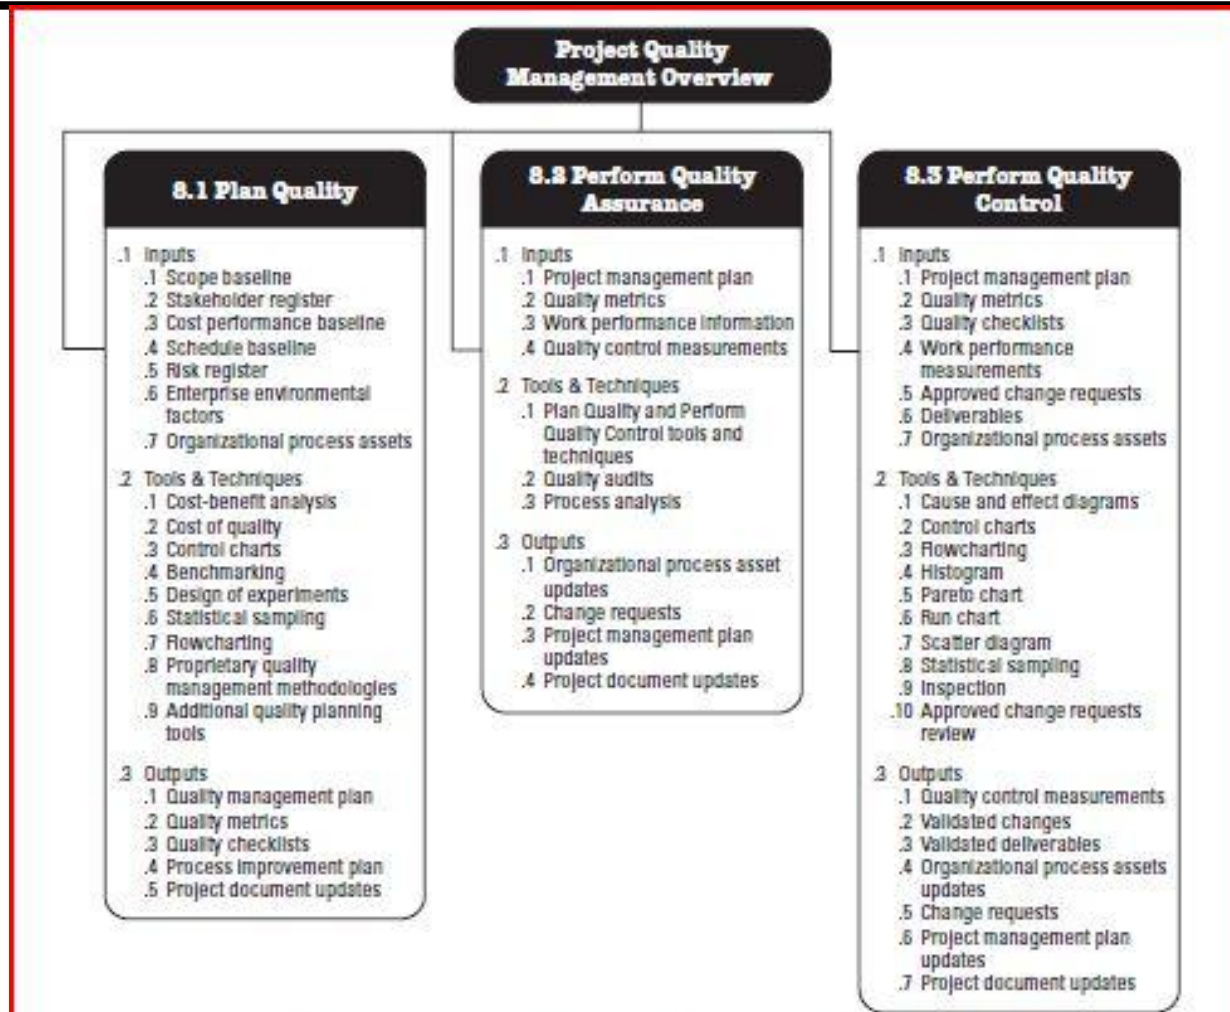 Project Quality
Management Overview
8.1 Plan Quality
.1 Inputs
.1 Scope baseline
.2 Stakeholder register
.3 Cost performance baseline
.4 Schedule baseline
.5 Risk register
.6 Enterprise environmental
factors
.7 Organizational process assets
.2 Tools & Techniques
.1 Cost-benefit analysis
.2 Cost of quality
.3 Control charts
.4 Benchmarking
.5 Design of experiments
.6 Statistical sampling
.7 Flowcharting
.8 Proprietary quality
management methodologies
.9 Additional quality planning
tools
.3 Outputs
.1 Quality management plan
.2 Quality metrics
.3 Quality checklists
.4 Process improvement plan
.5 Project document updates
8.2 Perform Quality
Assurance
.1 Inputs
.1 Project management plan
.2 Quality metrics
.3 Work performance information
.4 Quality control measurements
.2 Tools & Techniques
.1 Plan Quality and Perform
Quality Control tools and
techniques
.2 Quality audits
.3 Process analysis
.3 Outputs
.1 Organizational process asset
updates
.2 Change requests
.3 Project management plan
updates
.4 Project document updates
8.3 Perform Quality
Control
.1 Inputs
.1 Project management plan
.2 Quality metrics
.3 Quality checklists
.4 Work performance
measurements
.5 Approved change requests
.6 Deliverables
.7 Organizational process assets
.2 Tools & Techniques
.1 Cause and effect diagrams
.2 Control charts
.3 Flowcharting
.4 Histogram
.5 Pareto chart
.6 Run chart
.7 Scatter diagram
.8 Statistical sampling
.9 Inspection
.10 Approved change requests
review
.3 Outputs
.1 Quality control measurements
.2 Validated changes
.3 Validated deliverables
.4 Organizational process assets
updates
.5 Change requests
.6 Project management plan
updates
.7 Project document updates